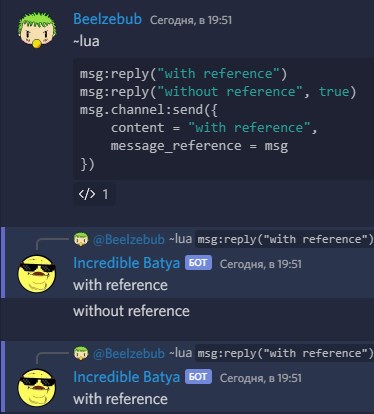 Beelzebub Сегодня, в 19:51
~lua
msg:reply("with reference")
msg:reply("without reference", true)
msg.channel:send({
    content = "with reference",
    message_reference = msg
})
</> 1
@Beelzebub ~lua msg:reply("with reference")
Incredible Batya БОТ Сегодня, в 19:51
with reference
without reference
@Beelzebub ~lua msg:reply("with reference")
Incredible Batya БОТ Сегодня, в 19:51
with reference